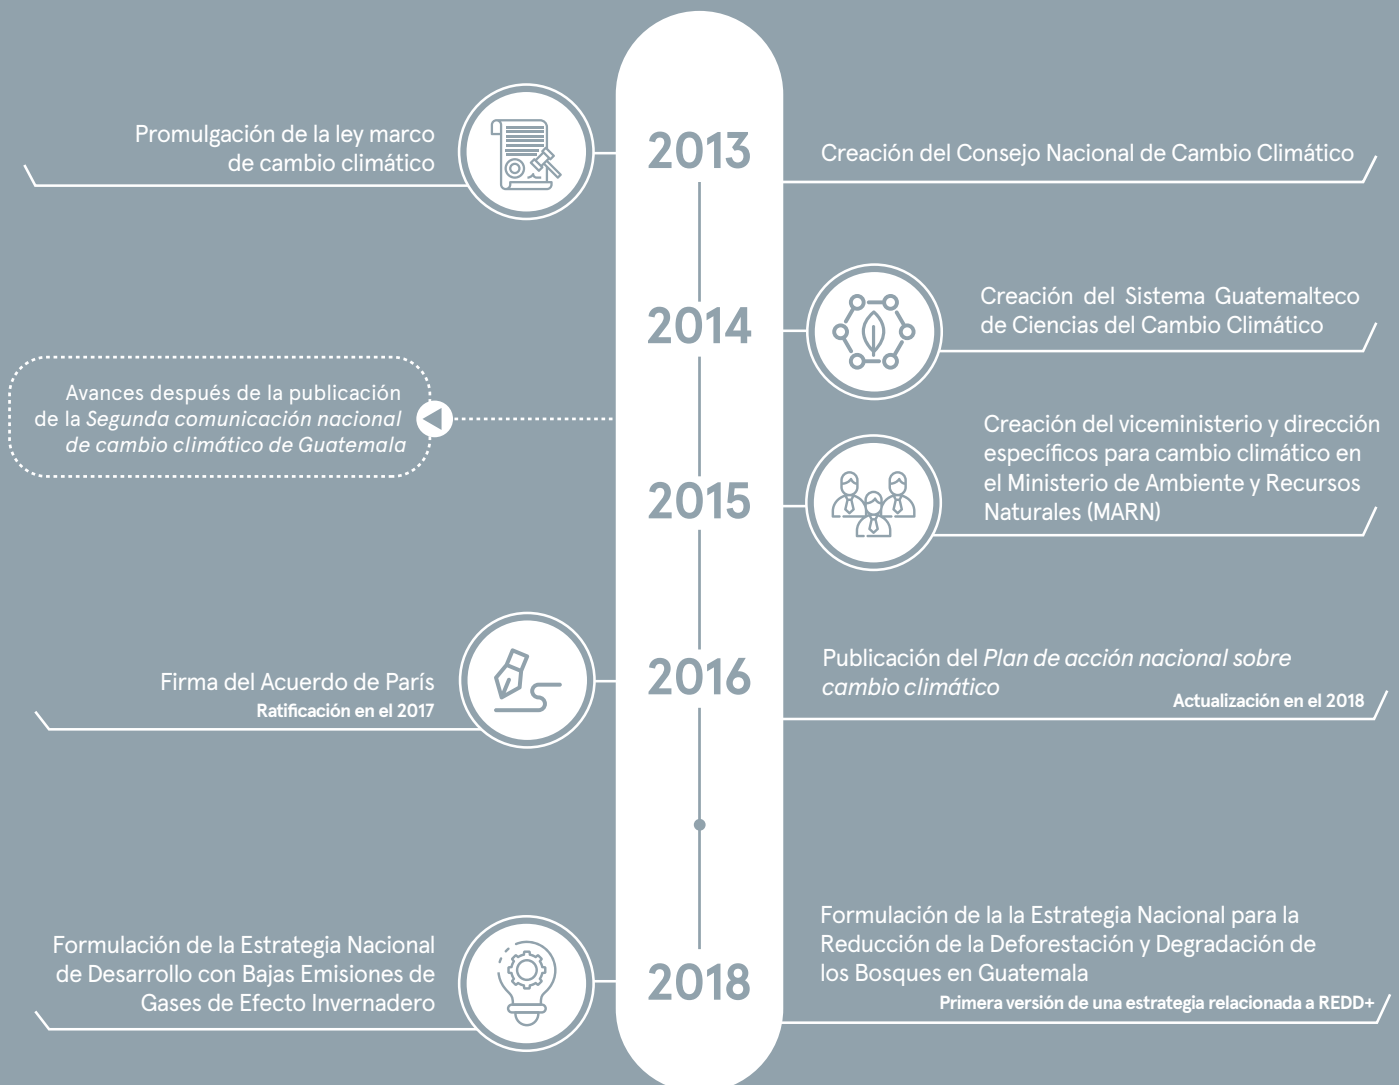 Promulgación de la ley marco
de cambio climático
2013
Creación del Consejo Nacional de Cambio Climático
2014
Creación del Sistema Guatemalteco
de Ciencias del Cambio Climático
Avances después de la publicación
de la Segunda comunicación nacional
de cambio climático de Guatemala
2015
Creación del viceministerio y dirección
específicos para cambio climático en
el Ministerio de Ambiente y Recursos
Naturales (MARN)
Firma del Acuerdo de París
Ratificación en el 2017
2016
Publicación del Plan de acción nacional sobre
cambio climático
Actualización en el 2018
Formulación de la Estrategia Nacional
de Desarrollo con Bajas Emisiones de
Gases de Efecto Invernadero
2018
Formulación de la la Estrategia Nacional para la
Reducción de la Deforestación y Degradación de
los Bosques en Guatemala
Primera versión de una estrategia relacionada a REDD+